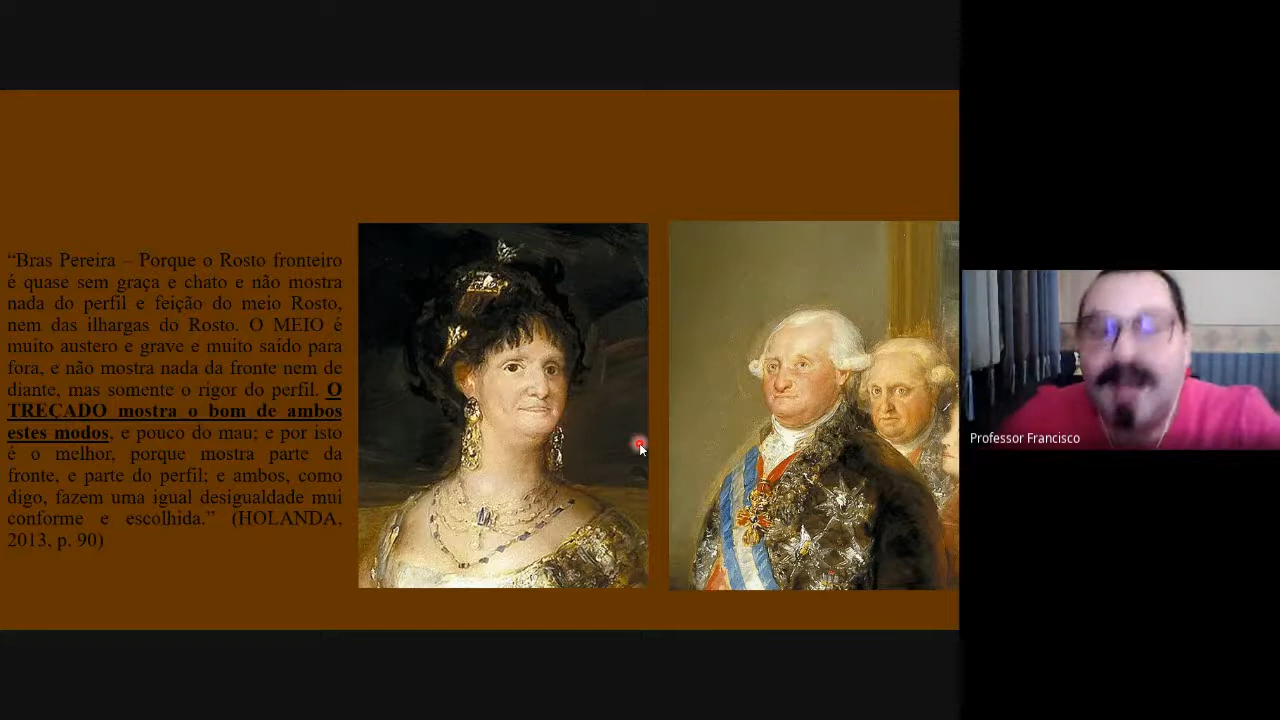 “Bras Pereira – Porque o Rosto fronteiro
é quase sem graça e chato e não mostra
nada do perfil e feição do meio Rosto,
nem das ilhargas do Rosto. O MEIO é
muito austero e grave e muito saído para
fora, e não mostra nada da fronte nem de
diante, mas somente o rigor do perfil. O
TREÇADO mostra o bom de ambos
estes modos, e pouco do mau; e por isto
é o melhor, porque mostra parte da
fronte, e parte do perfil; e ambos, como
digo, fazem uma igual desigualdade mui
conforme e escolhida.” (HOLANDA,
2013, p. 90)
Professor Francisco